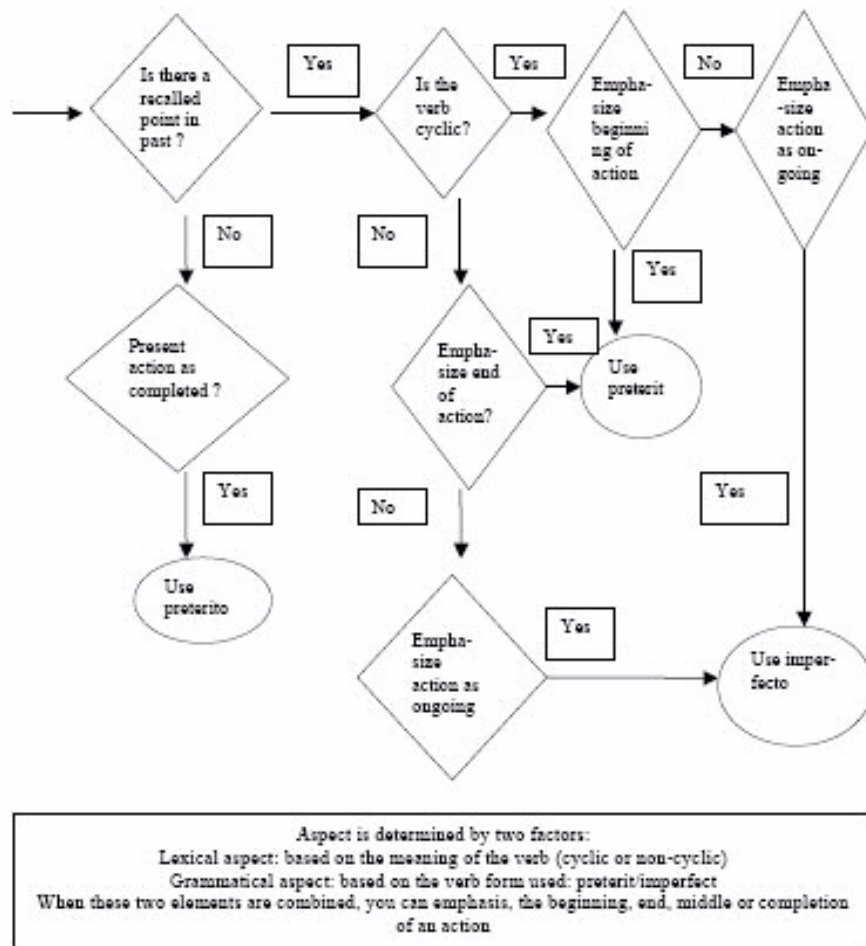 Is there a
recalled
point in
past ?
Yes
Is the
verb
cyclic?
Yes
Empha-
size
beginni
ng of
action
No
Empha
-size
action
as on-
going
No
No
Yes
Present
action as
completed ?
Empha-
size end
of
action?
Yes
Use
preterit
Yes
No
Yes
Use
preterito
Empha-
size
action as
ongoing
Yes
Use imper-
fecto
Aspect is determined by two factors:
Lexical aspect: based on the meaning of the verb (cyclic or non-cyclic)
Grammatical aspect: based on the verb form used: preterit/imperfect
When these two elements are combined, you can emphasis, the beginning, end, middle or completion
of an action